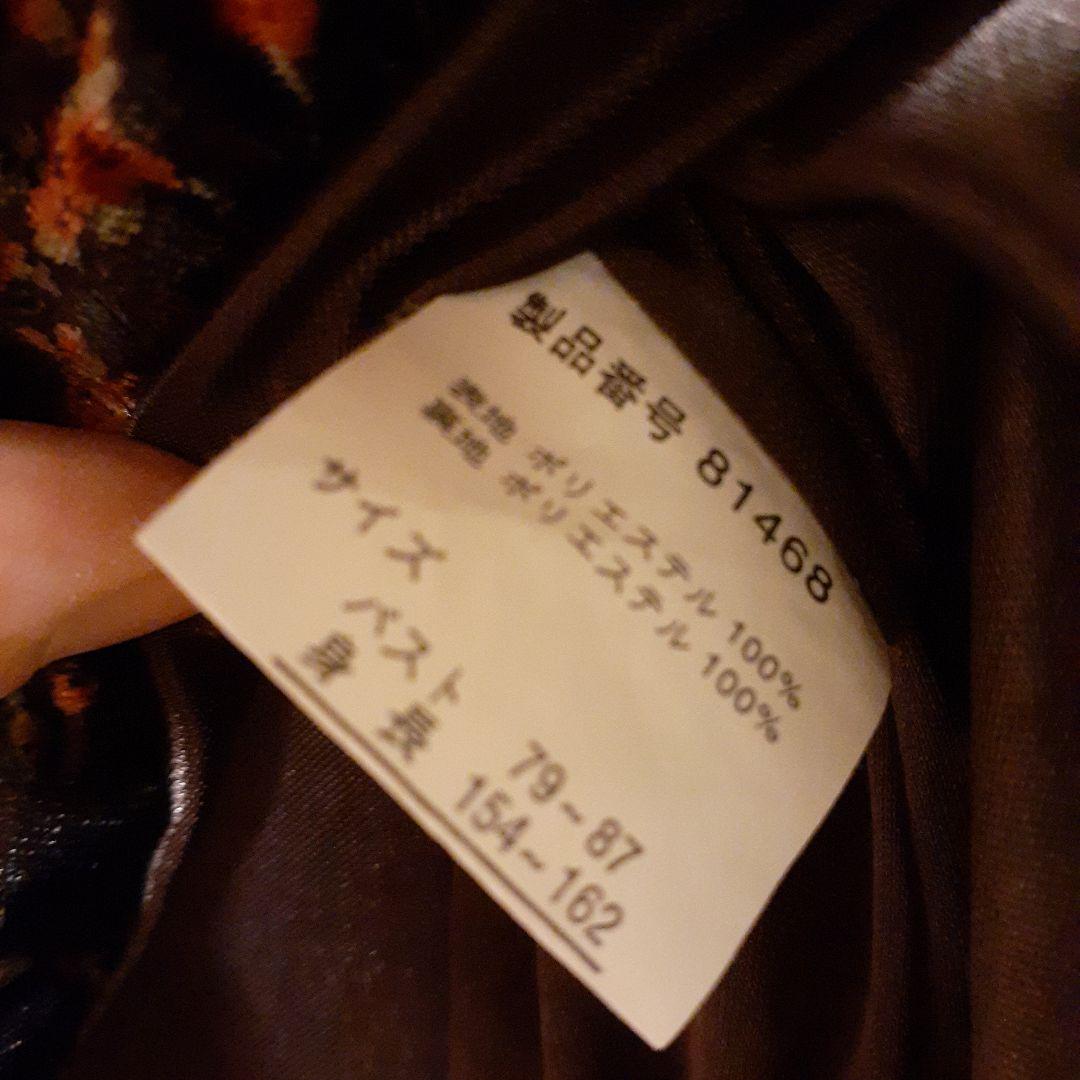 製品番号 81468
表地 ポリエステル 100%
裏地 ポリエステル 100%
サイズ
バスト 79~87
身長 154~162